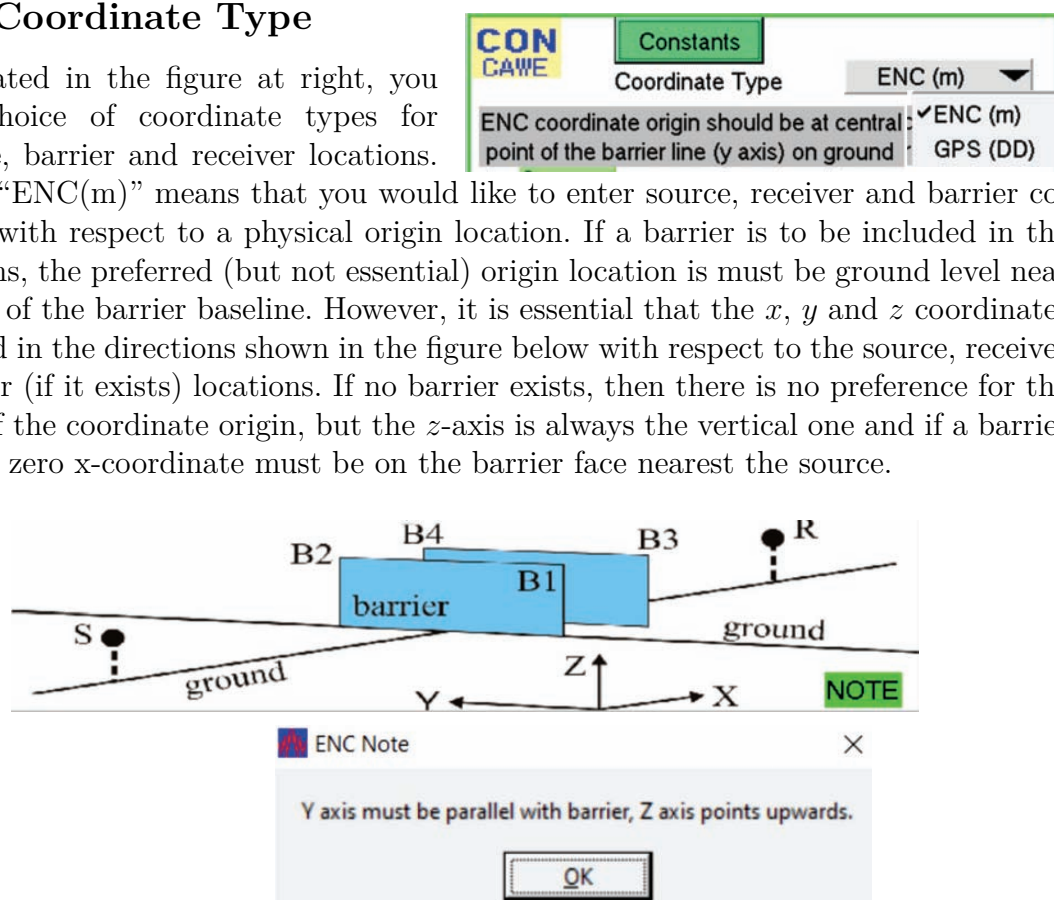 Coordinate Type
ated in the figure at right, you
hoice of coordinate types for
, barrier and receiver locations.
CON
CAWE
Constants
Coordinate Type
ENC (m)
ENC coordinate origin should be at central
point of the barrier line (y axis) on ground
✔ENC (m)
GPS (DD)
“ENC(m)” means that you would like to enter source, receiver and barrier co
with respect to a physical origin location. If a barrier is to be included in th
ns, the preferred (but not essential) origin location is must be ground level nea
of the barrier baseline. However, it is essential that the x, y and z coordinate
d in the directions shown in the figure below with respect to the source, receive
r (if it exists) locations. If no barrier exists, then there is no preference for th
f the coordinate origin, but the z-axis is always the vertical one and if a barrie
zero x-coordinate must be on the barrier face nearest the source.
B4
B3
R
B2
B1
barrier
S
ground
ground
Z
Y
X
NOTE
ENC Note
Y axis must be parallel with barrier, Z axis points upwards.
OK